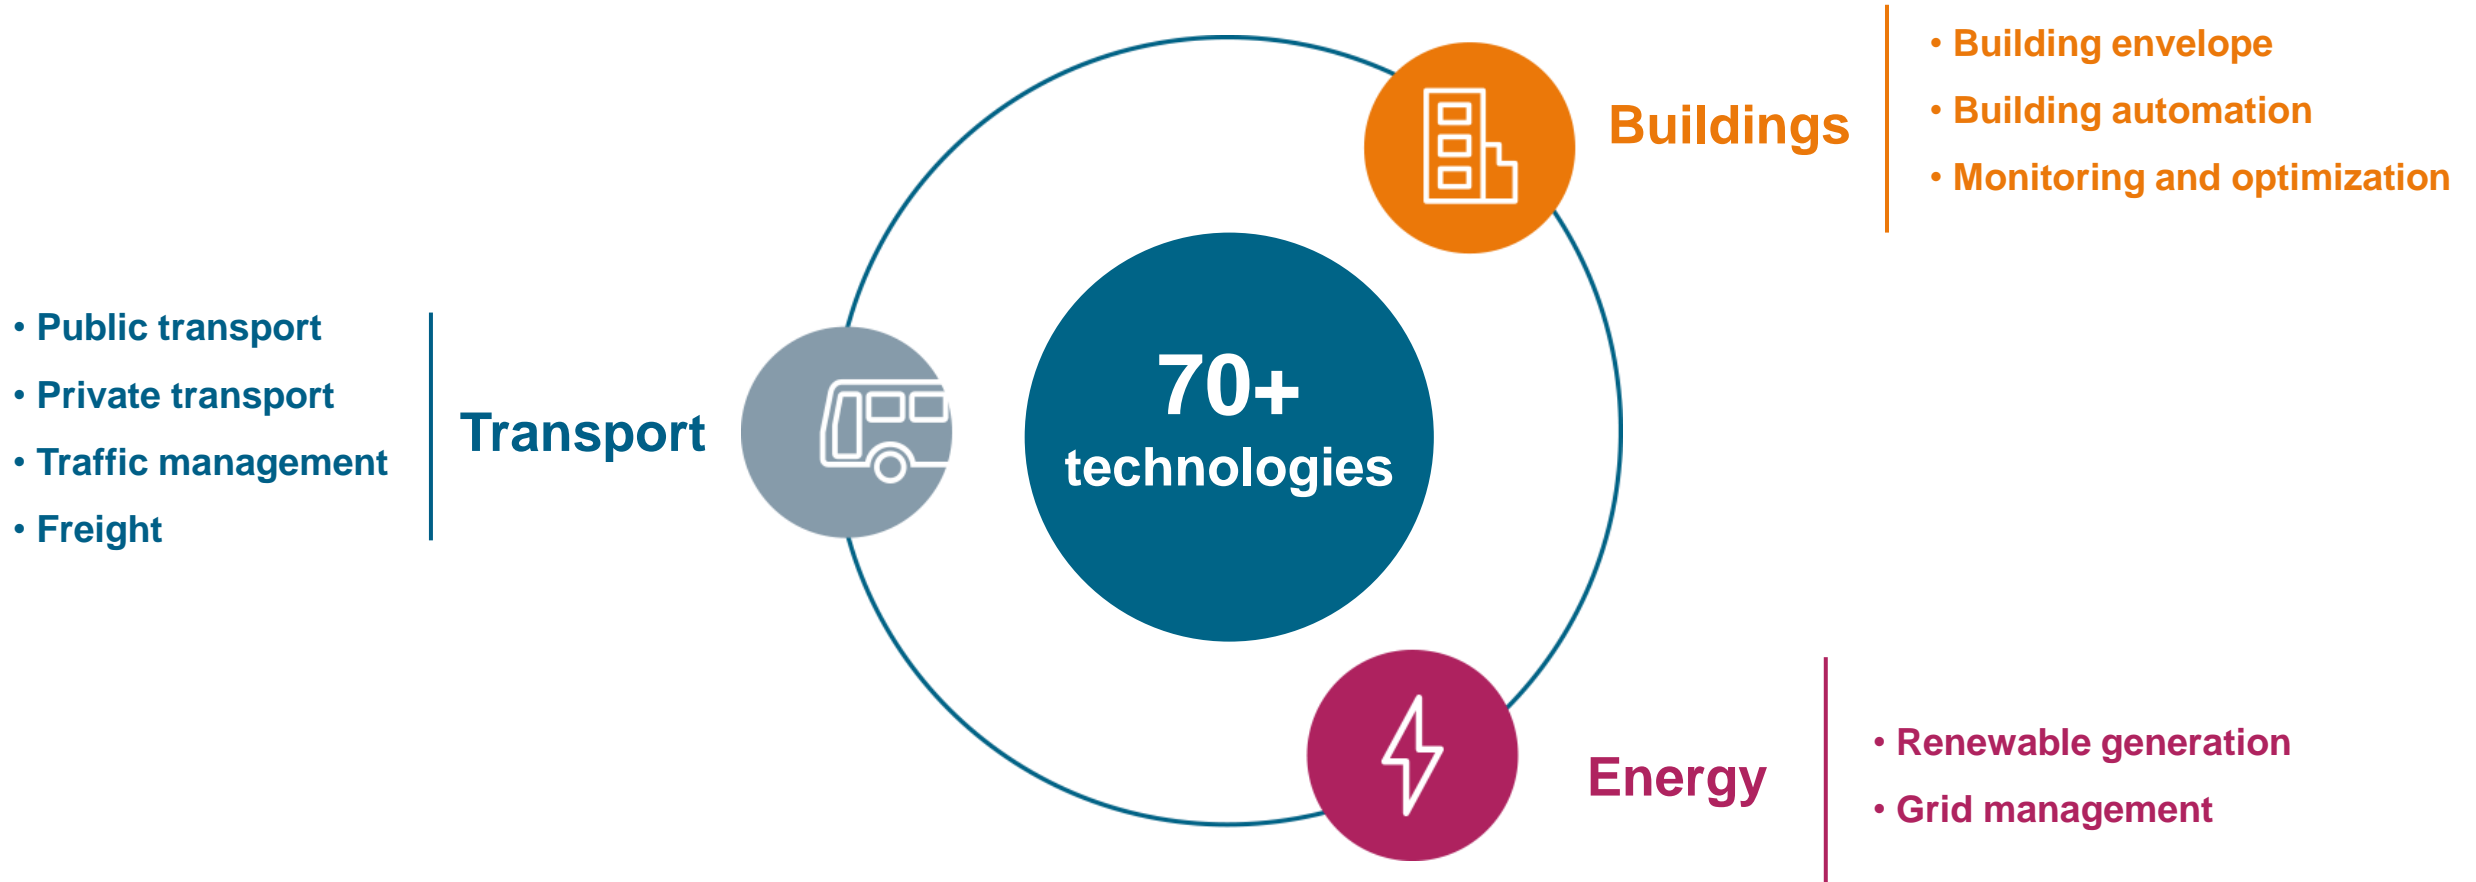 • Building envelope
• Building automation
• Monitoring and optimization
Buildings
• Public transport
• Private transport
• Traffic management
• Freight
Transport
70+
technologies
Energy
• Renewable generation
• Grid management